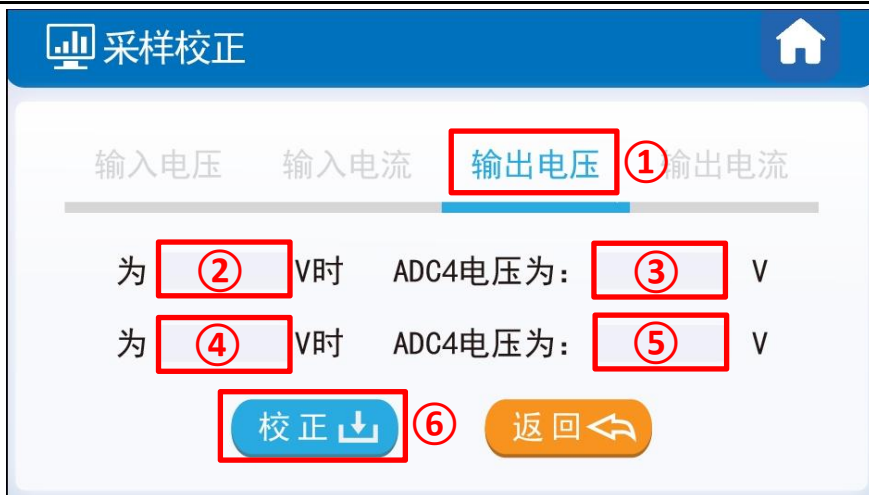 采样校正
输入电压 输入电流 输出电压 ① 输出电流
为 ② V时 ADC4电压为: ③ V
为 ④ V时 ADC4电压为: ⑤ V
校正 ⑥ 返回